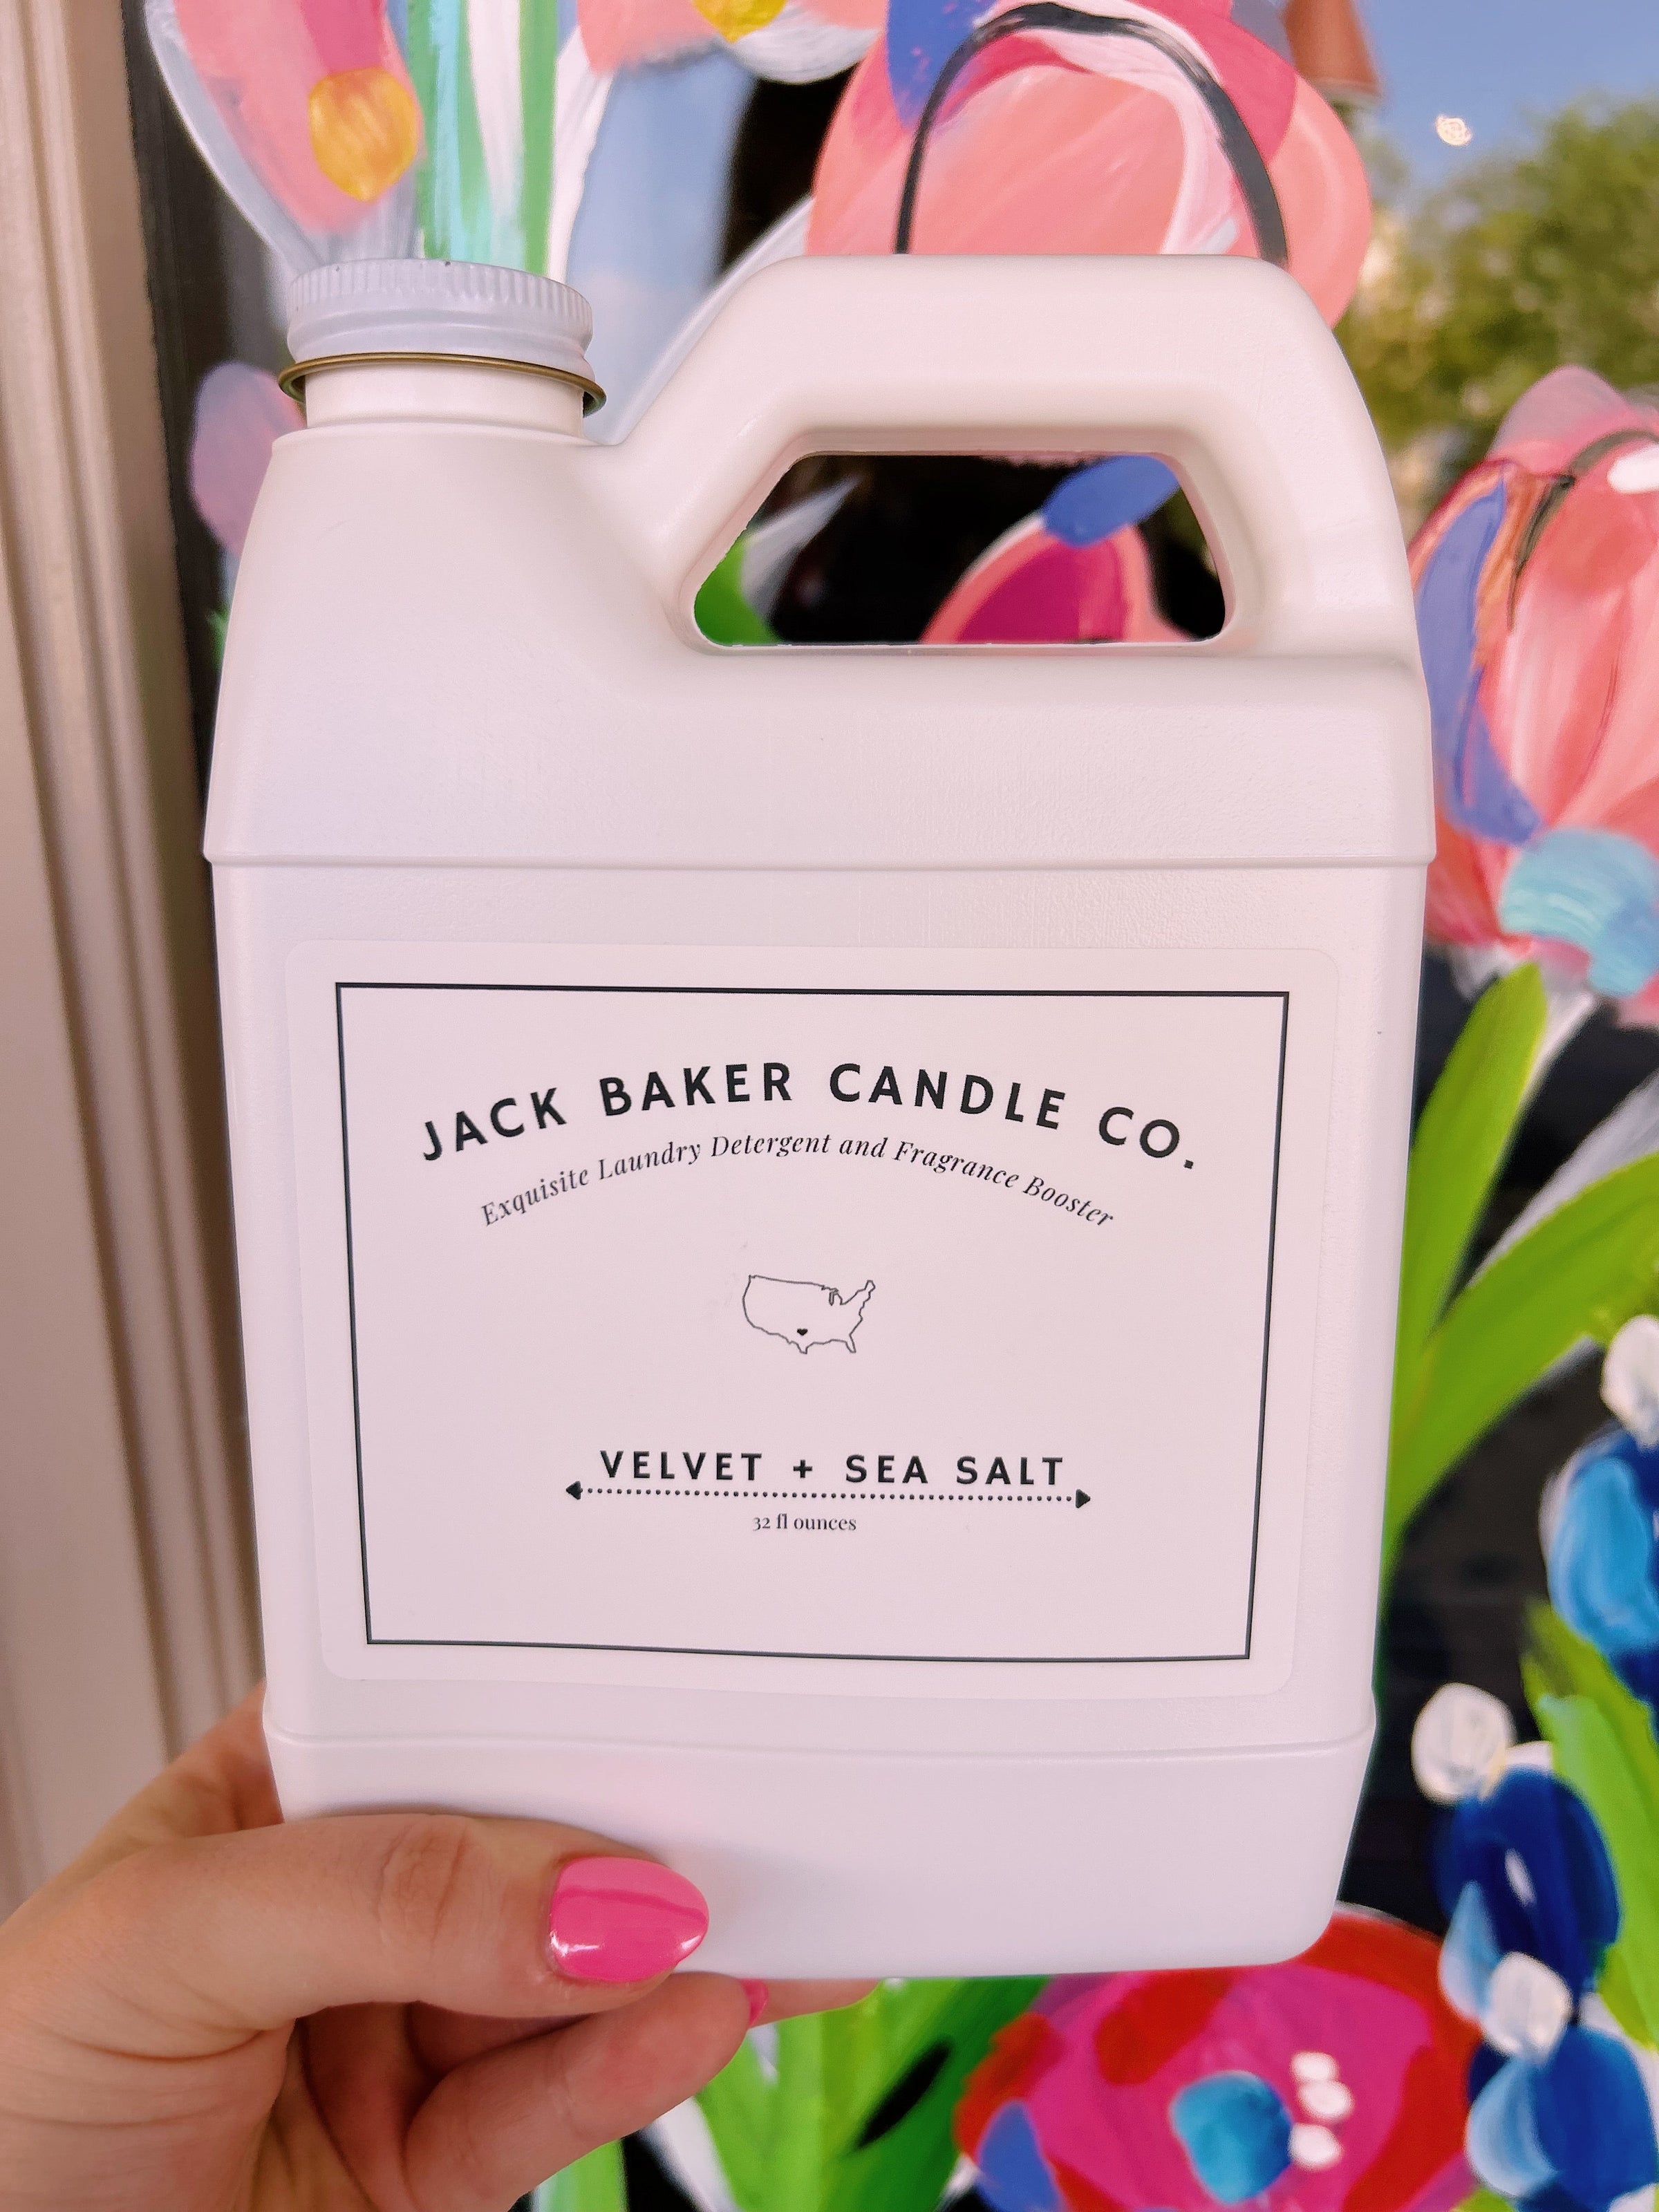 JACK BAKER CANDLE CO.
Exquisite Laundry Detergent and Fragrance Booster
VELVET + SEA SALT
32 fl ounces